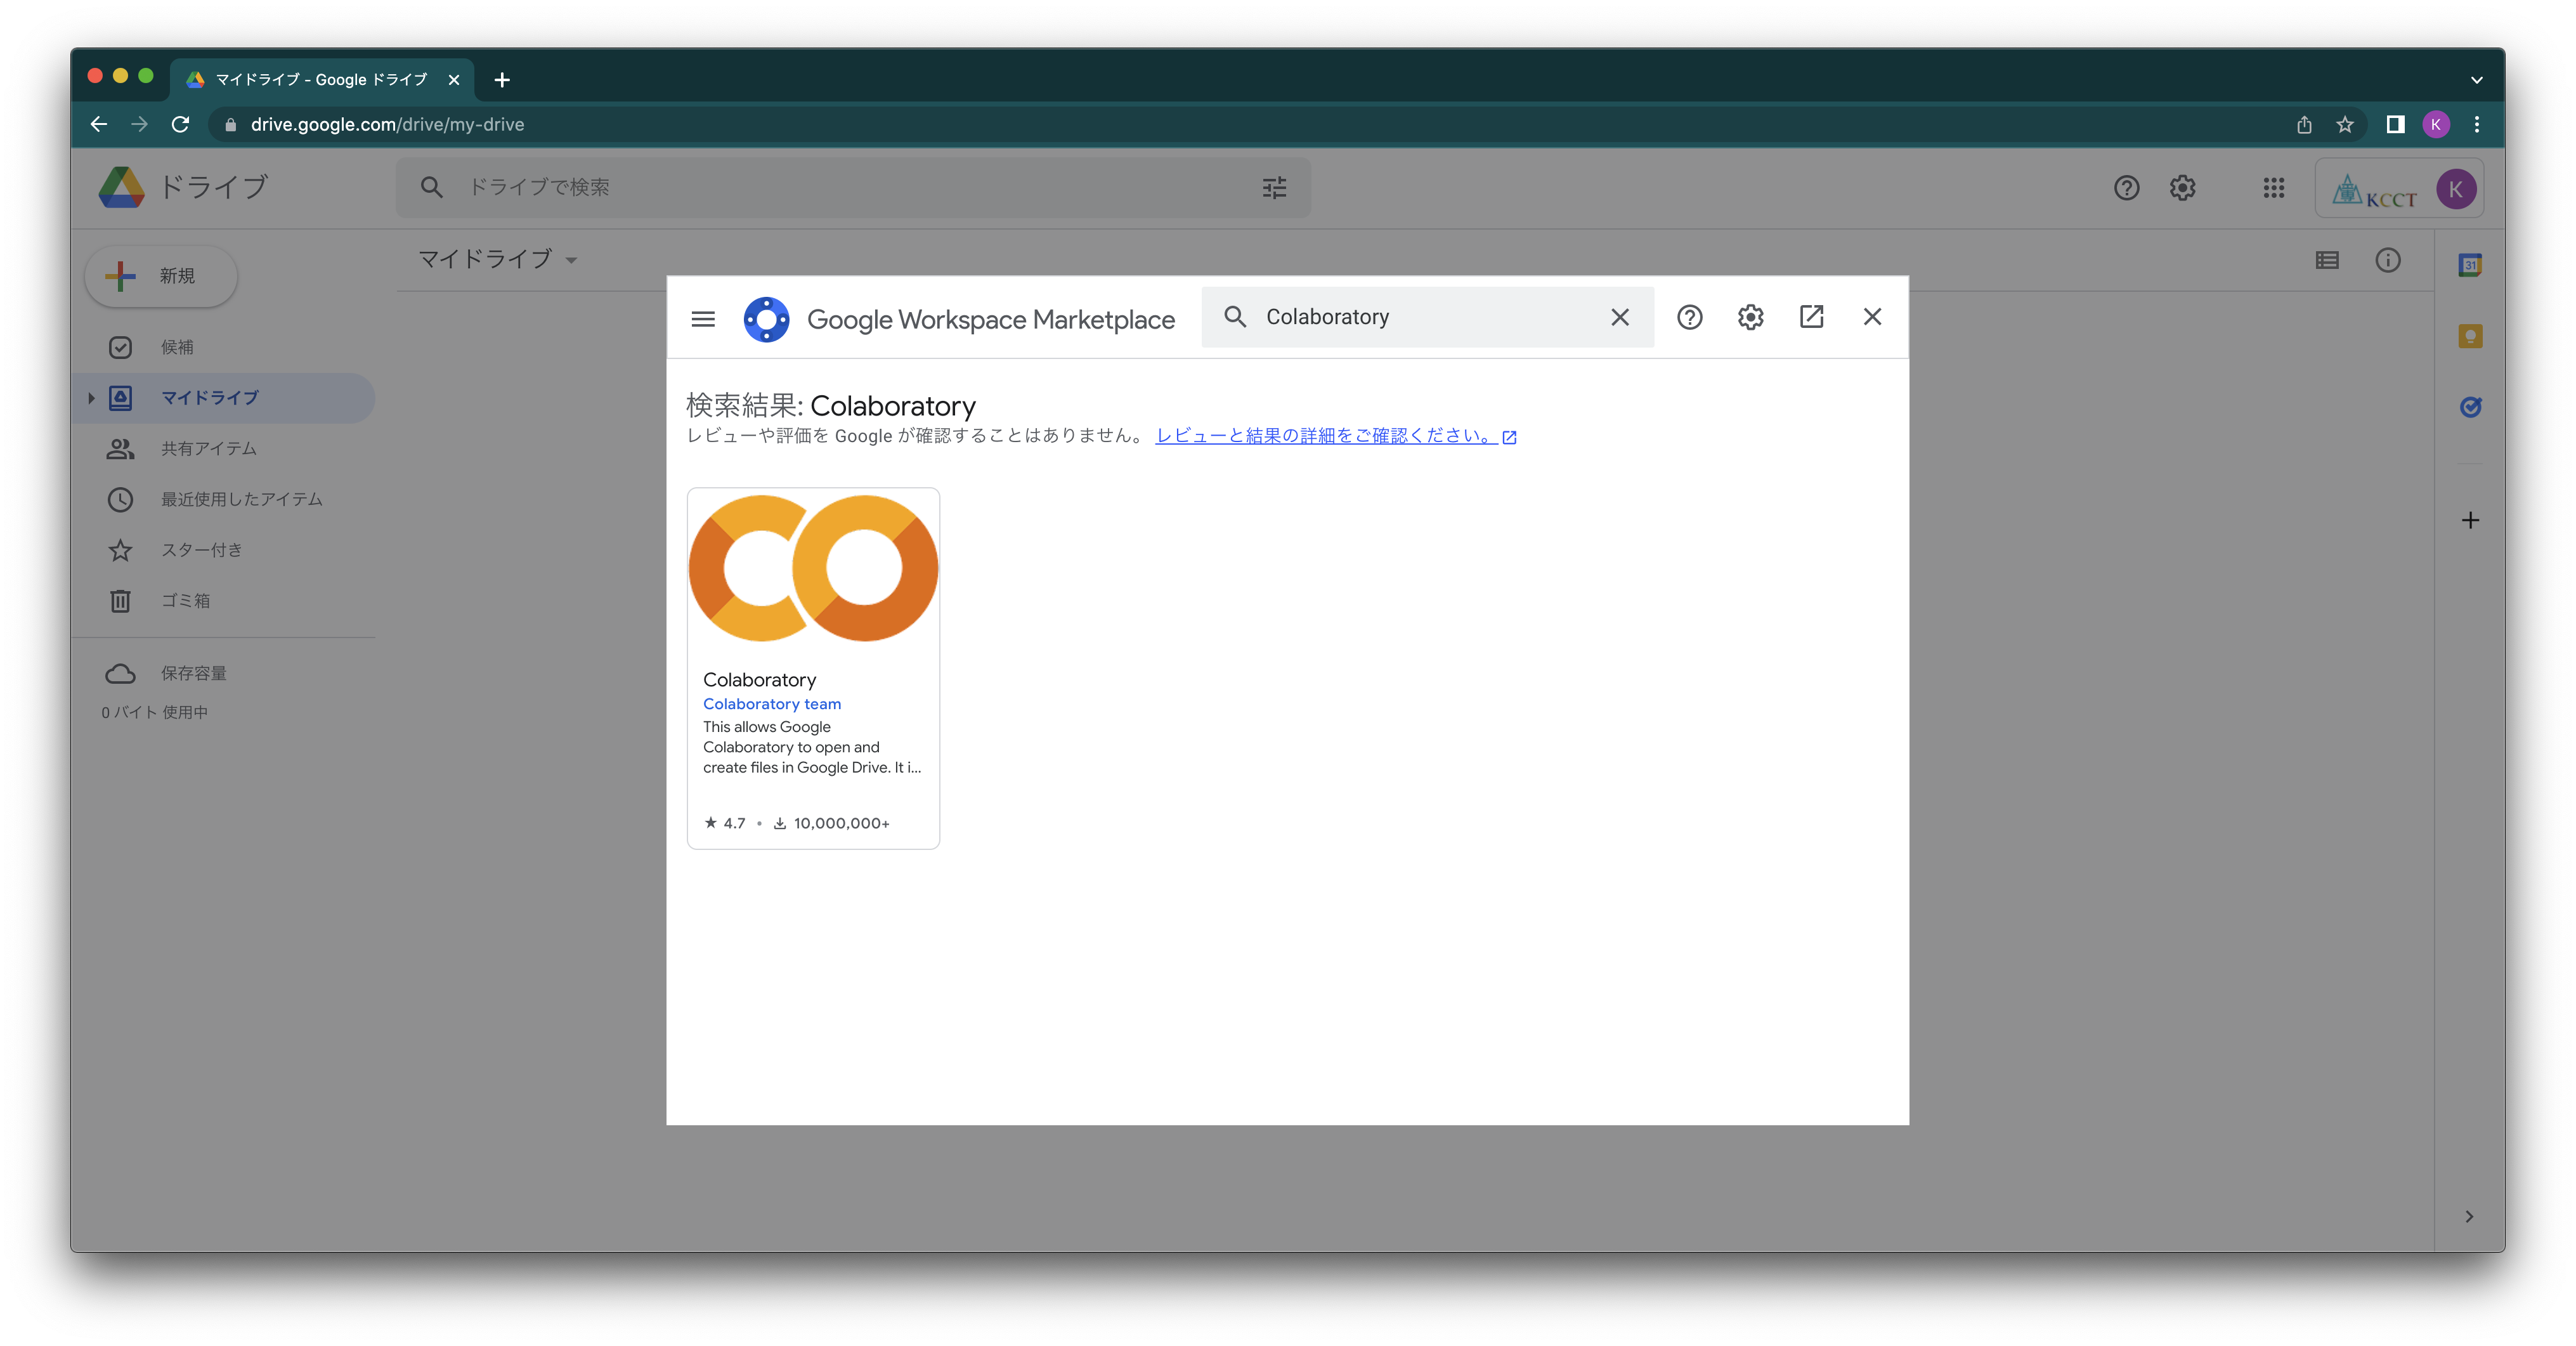 マイドライブ - Google ドライブ
drive.google.com/drive/my-drive
K
ドライブ
ドライブで検索
KCCT
K
新規
マイドライブ
31
候補
マイドライブ
共有アイテム
最近使用したアイテム
スター付き
ゴミ箱
保存容量
0 バイト 使用中
Google Workspace Marketplace
Colaboratory
検索結果: Colaboratory
レビューや評価を Google が確認することはありません。 レビューと結果の詳細をご確認ください。
Colaboratory
Colaboratory team
This allows Google
Colaboratory to open and
create files in Google Drive. It i...
★ 4.7 • 10,000,000+